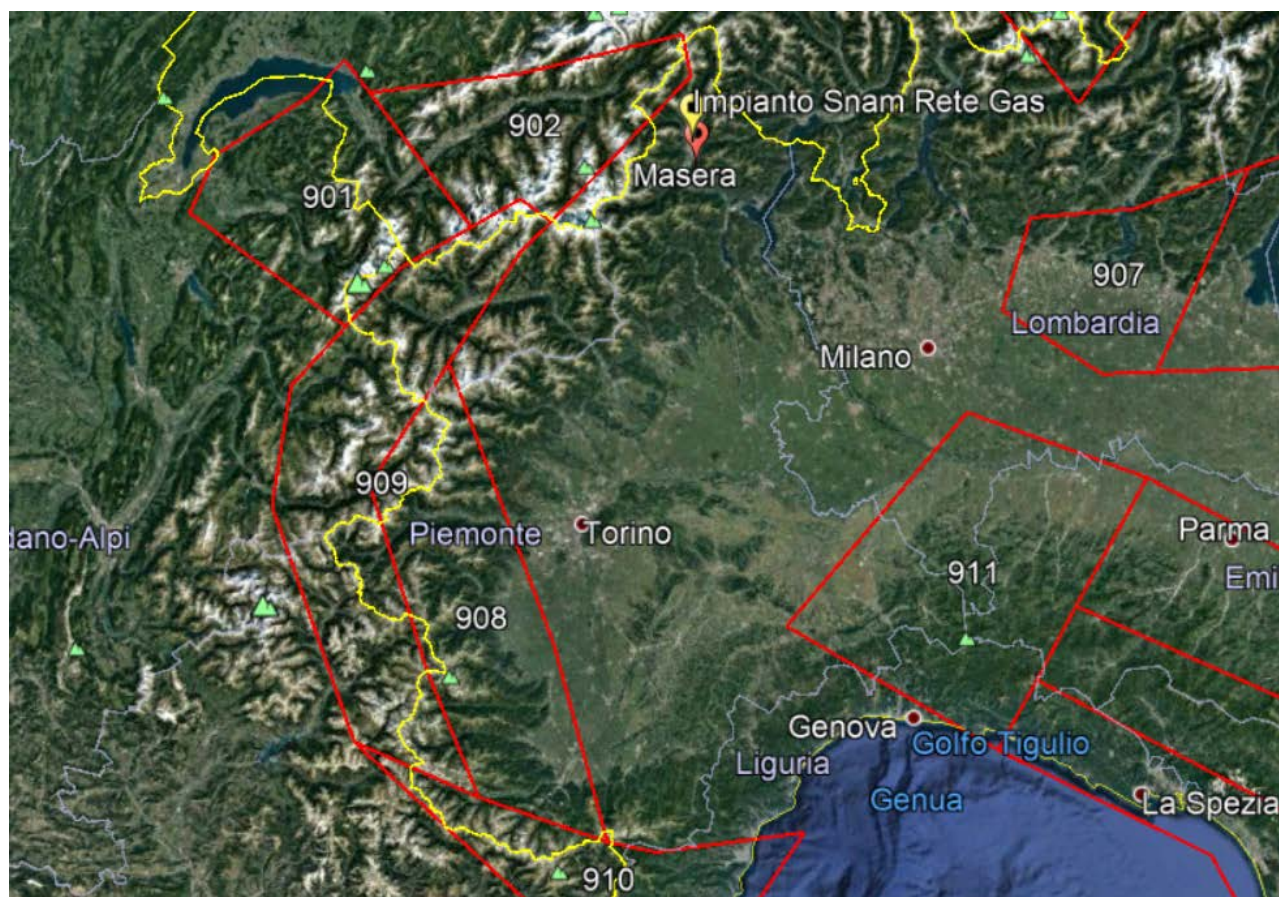 Impianto Snam Rete Gas
902
Masera
901
907
Lombardia
Milano
909
dano-Alpi
Piemonte
Torino
Parma
Emi
911
908
Genova
Golfo Tigulio
Liguria
Genua
La Spezia
910